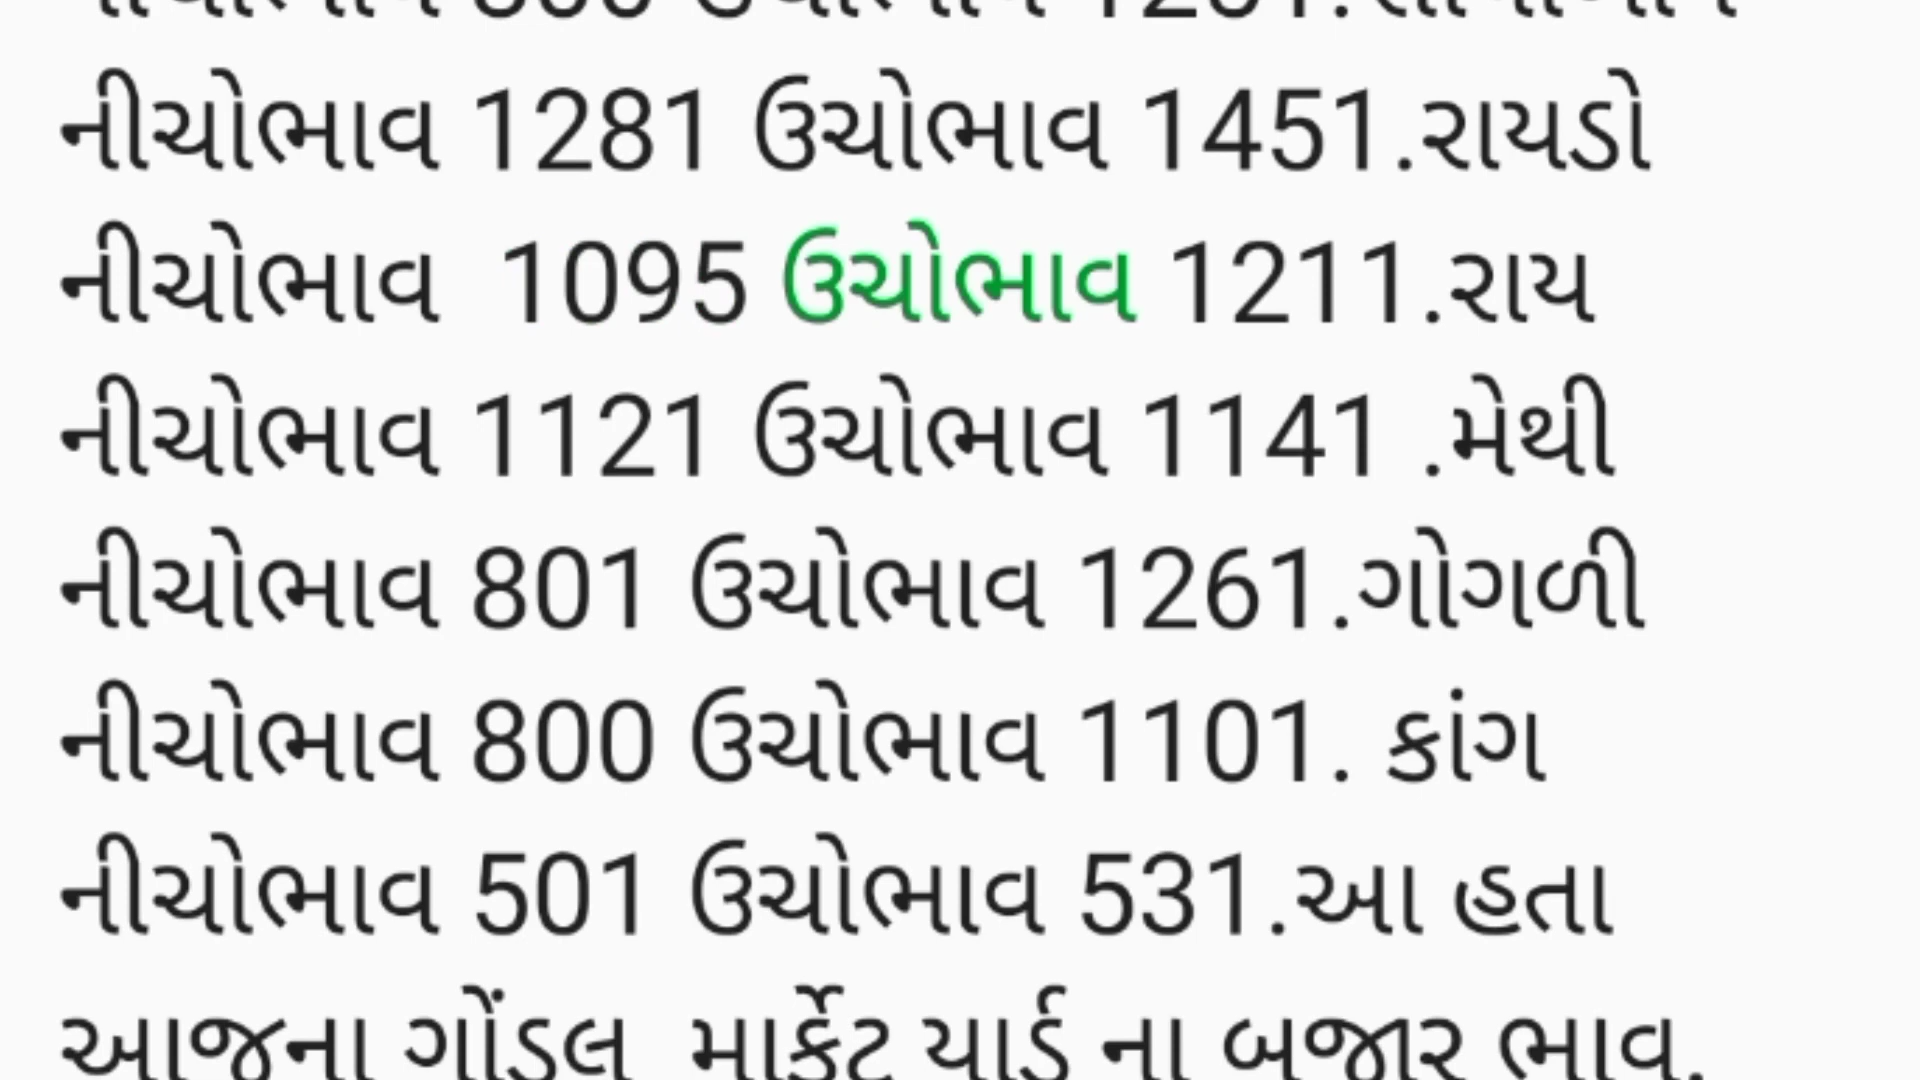 નીચોભાવ 1281 ઉચોભાવ 1451.રાયડો
નીચોભાવ  1095 ઉચોભાવ 1211.રાય
નીચોભાવ 1121 ઉચોભાવ 1141 .મેથી
નીચોભાવ 801 ઉચોભાવ 1261.ગોગળી
નીચોભાવ 800 ઉચોભાવ 1101. કાંગ
નીચોભાવ 501 ઉચોભાવ 531.આ હતા
આજના ગોંડલ  માર્કેટ યાર્ડ ના બજાર ભાવ.